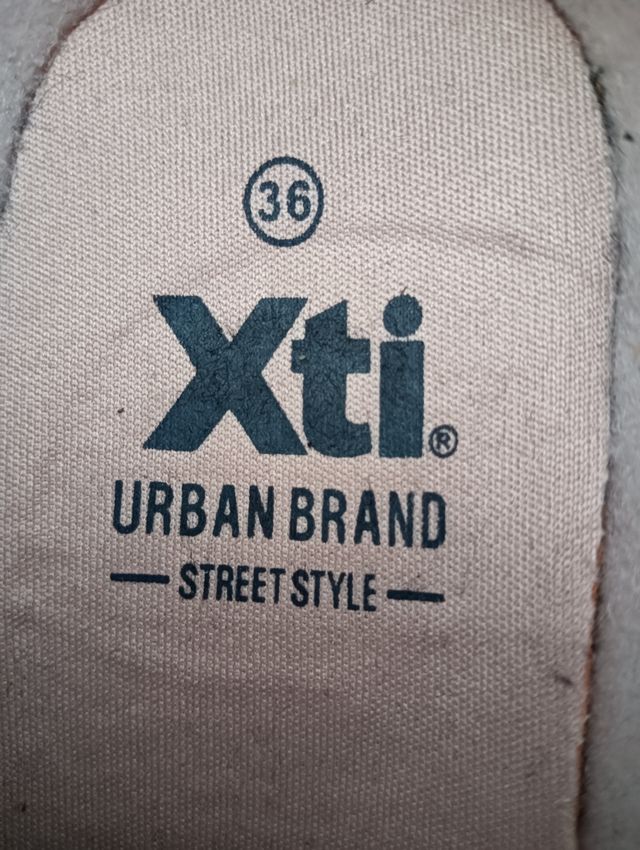 36
Xti®
URBAN BRAND
STREET STYLE